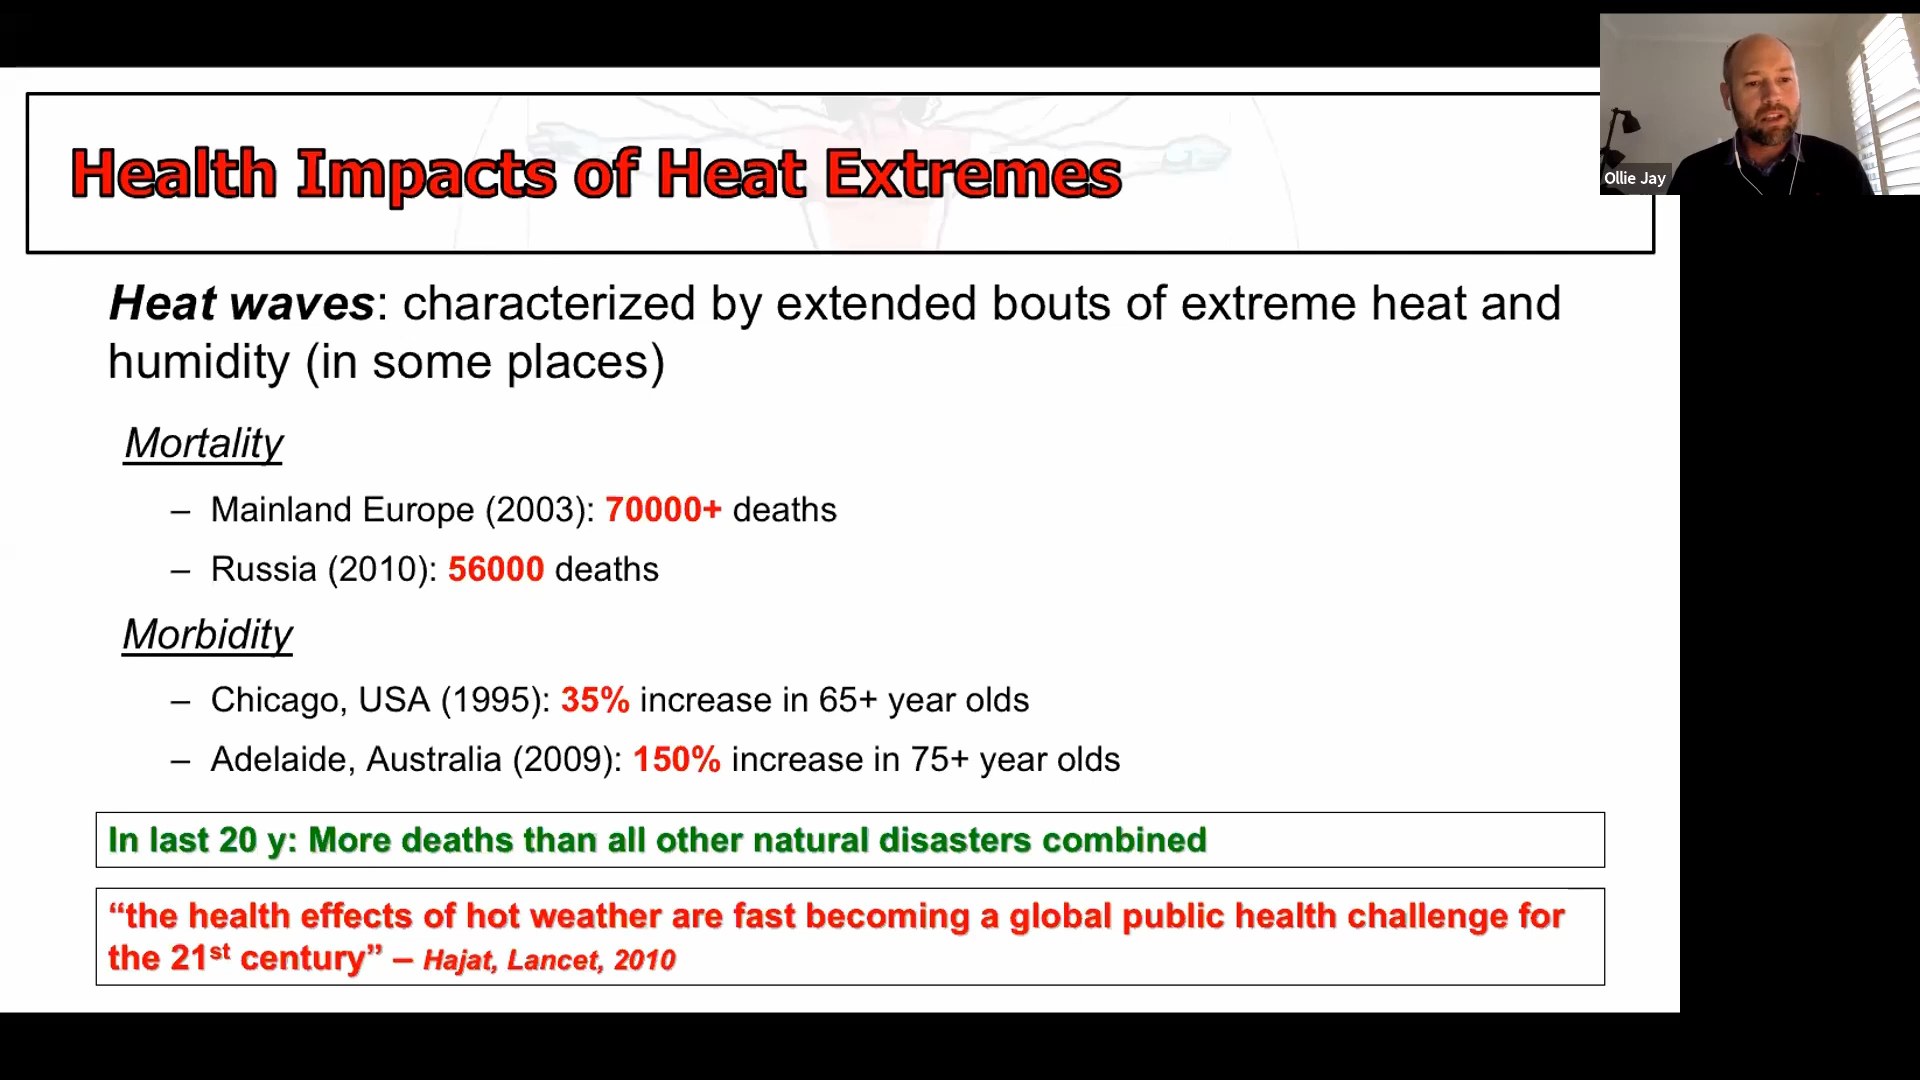 Health Impacts of Heat Extremes
Ollie Jay
Heat waves: characterized by extended bouts of extreme heat and
humidity (in some places)
Mortality
– Mainland Europe (2003): 70000+ deaths
– Russia (2010): 56000 deaths
Morbidity
– Chicago, USA (1995): 35% increase in 65+ year olds
– Adelaide, Australia (2009): 150% increase in 75+ year olds
In last 20 y: More deaths than all other natural disasters combined
“the health effects of hot weather are fast becoming a global public health challenge for
the 21st century” – Hajat, Lancet, 2010